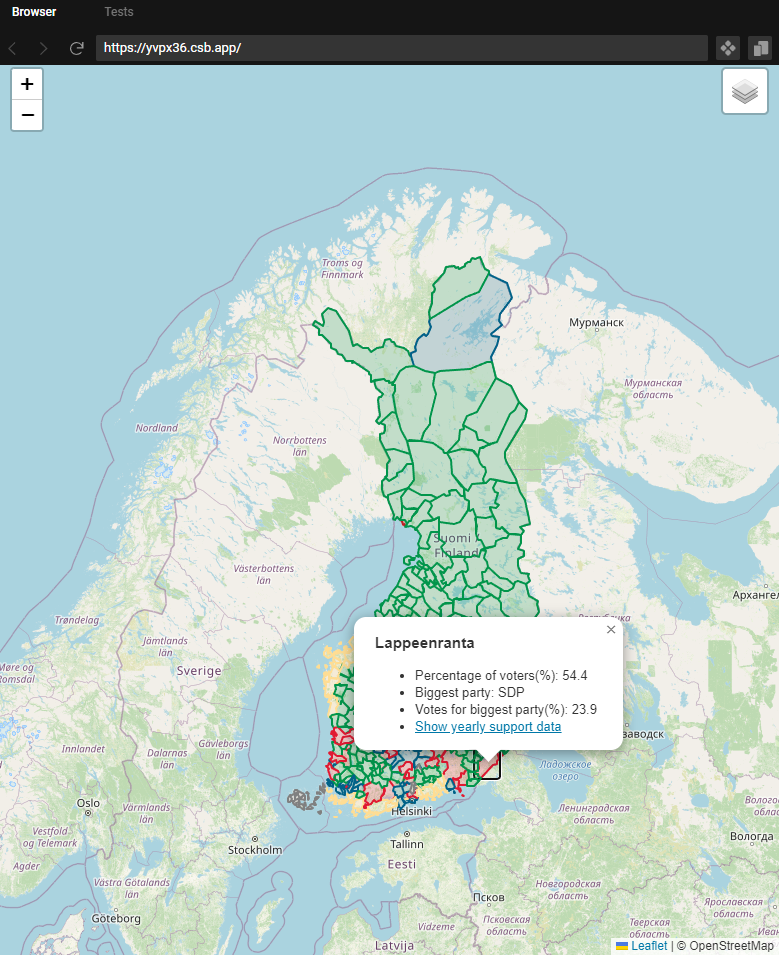 Browser
Tests
https://yvpx36.csb.app/
+
−
Troms og
Finnmark
Мурманск
Мурманская
область
Nordland
Norrbottens
län
Suomi /
Finland
Västerbottens
län
Архангел
Trøndelag
Jämtlands
län
Sverige
Møre og
Romsdal
Lappeenranta
×
Percentage of voters(%): 54.4
Biggest party: SDP
Votes for biggest party(%): 23.9
Show yearly support data
заводск
Innlandet
Gävleborgs
län
Dalarnas
län
Ладожское
озеро
Oslo
Värmlands
län
Helsinki
Ленинградская
область
Vestfold
og Telemark
Stockholm
Tallinn
Вологда
Agder
Eesti
Västra Götalands
län
Псков
Новгородская
область
Göteborg
Псковская
область
Vidzeme
Тверская
область
Ярославская
область
Latvija
Leaflet | © OpenStreetMap